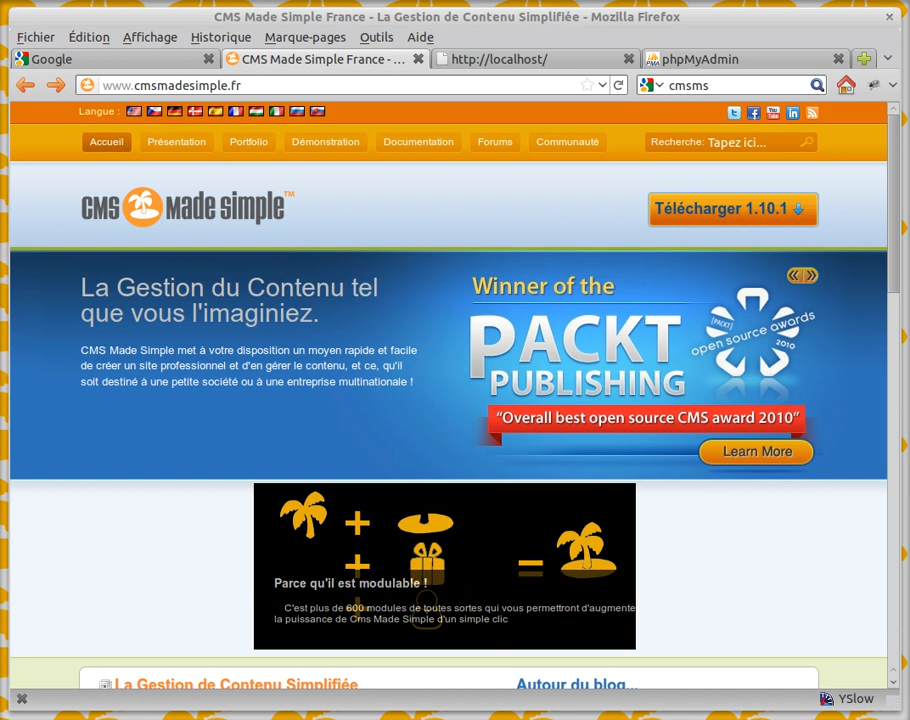 CMS Made Simple France - La Gestion de Contenu Simplifiée - Mozilla Firefox
Fichier Édition Affichage Historique Marque-pages Outils Aide
Google CMS Made Simple France - ... http://localhost/ PMA phpMyAdmin
www.cmsmadesimple.fr cmsms
Langue :
Accueil Présentation Portfolio Démonstration Documentation Forums Communauté Recherche: Tapez ici...
CMS Made Simple™ Télécharger 1.10.1
La Gestion du Contenu tel
que vous l'imaginiez.
CMS Made Simple met à votre disposition un moyen rapide et facile
de créer un site professionnel et d'en gérer le contenu, et ce, qu'il
soit destiné à une petite société ou à une entreprise multinationale !
Winner of the
PACKT
PUBLISHING
[PACKT]
open source awards
2010
“Overall best open source CMS award 2010”
Learn More
+
+ =
+
Parce qu'il est modulable !
C'est plus de 600 modules de toutes sortes qui vous permettront d'augmente
la puissance de Cms Made Simple d'un simple clic
La Gestion de Contenu Simplifiée Autour du blog...
YSlow